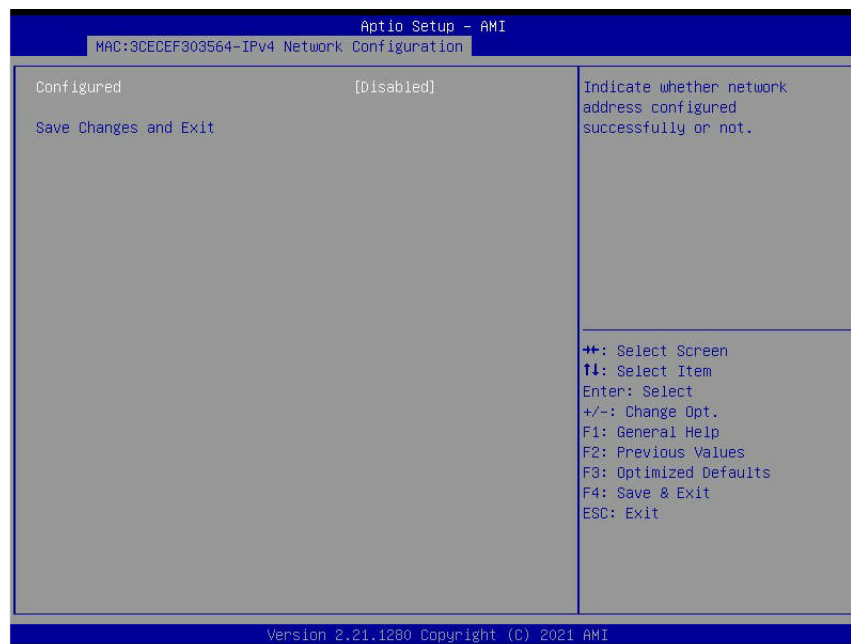 Aptio Setup – AMI
MAC:3CECEF303564–IPv4 Network Configuration
Configured [Disabled]
Save Changes and Exit
Indicate whether network
address configured
successfully or not.
→←: Select Screen
↑↓: Select Item
Enter: Select
+/-: Change Opt.
F1: General Help
F2: Previous Values
F3: Optimized Defaults
F4: Save & Exit
ESC: Exit
Version 2.21.1280 Copyright (C) 2021 AMI